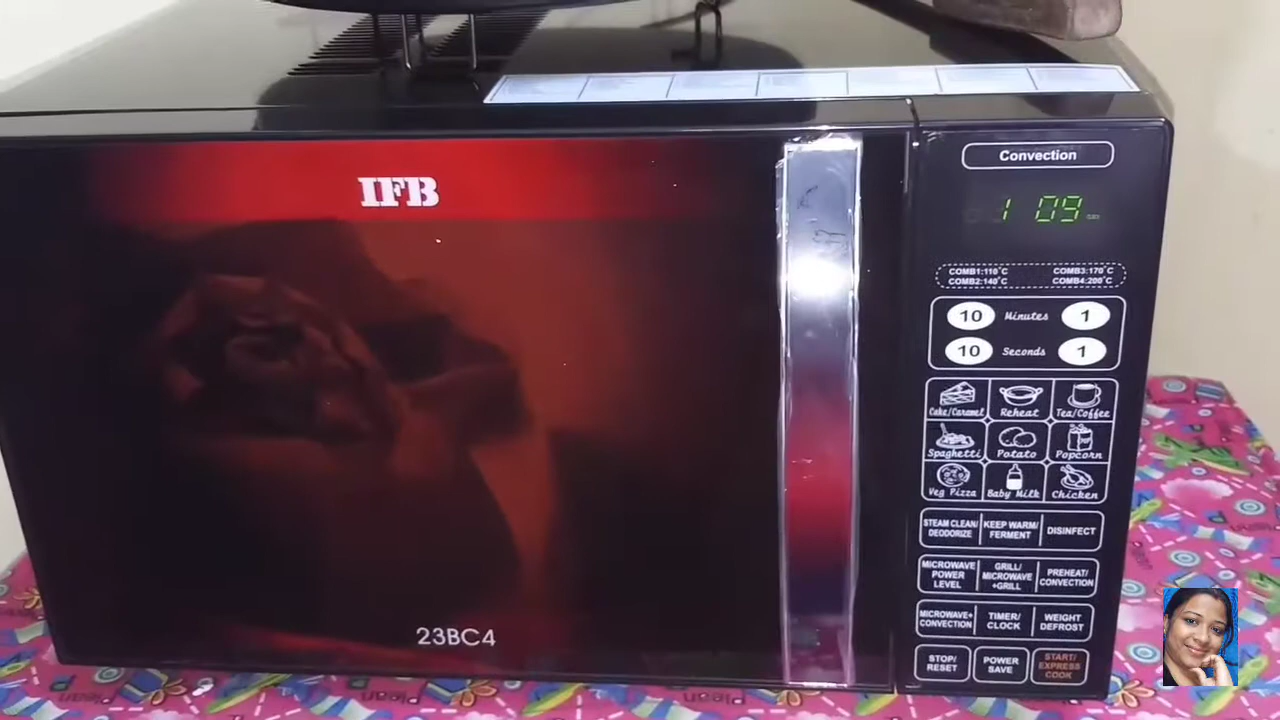 IFB
Convection
1 09
COMB1:110°C COMB3:170°C
COMB2:140°C COMB4:200°C
10 Minutes 1
10 Seconds 1
Cake/Caramel Reheat Tea/Coffee
Spaghetti Potato Popcorn
Veg Pizza Baby Milk Chicken
STEAM CLEAN/
DEODORIZE
KEEP WARM/
FERMENT
DISINFECT
MICROWAVE
POWER
LEVEL
GRILL/
MICROWAVE
+GRILL
PREHEAT/
CONVECTION
MICROWAVE+
CONVECTION
TIMER/
CLOCK
WEIGHT
DEFROST
STOP/
RESET
POWER
SAVE
START/
EXPRESS
COOK
23BC4